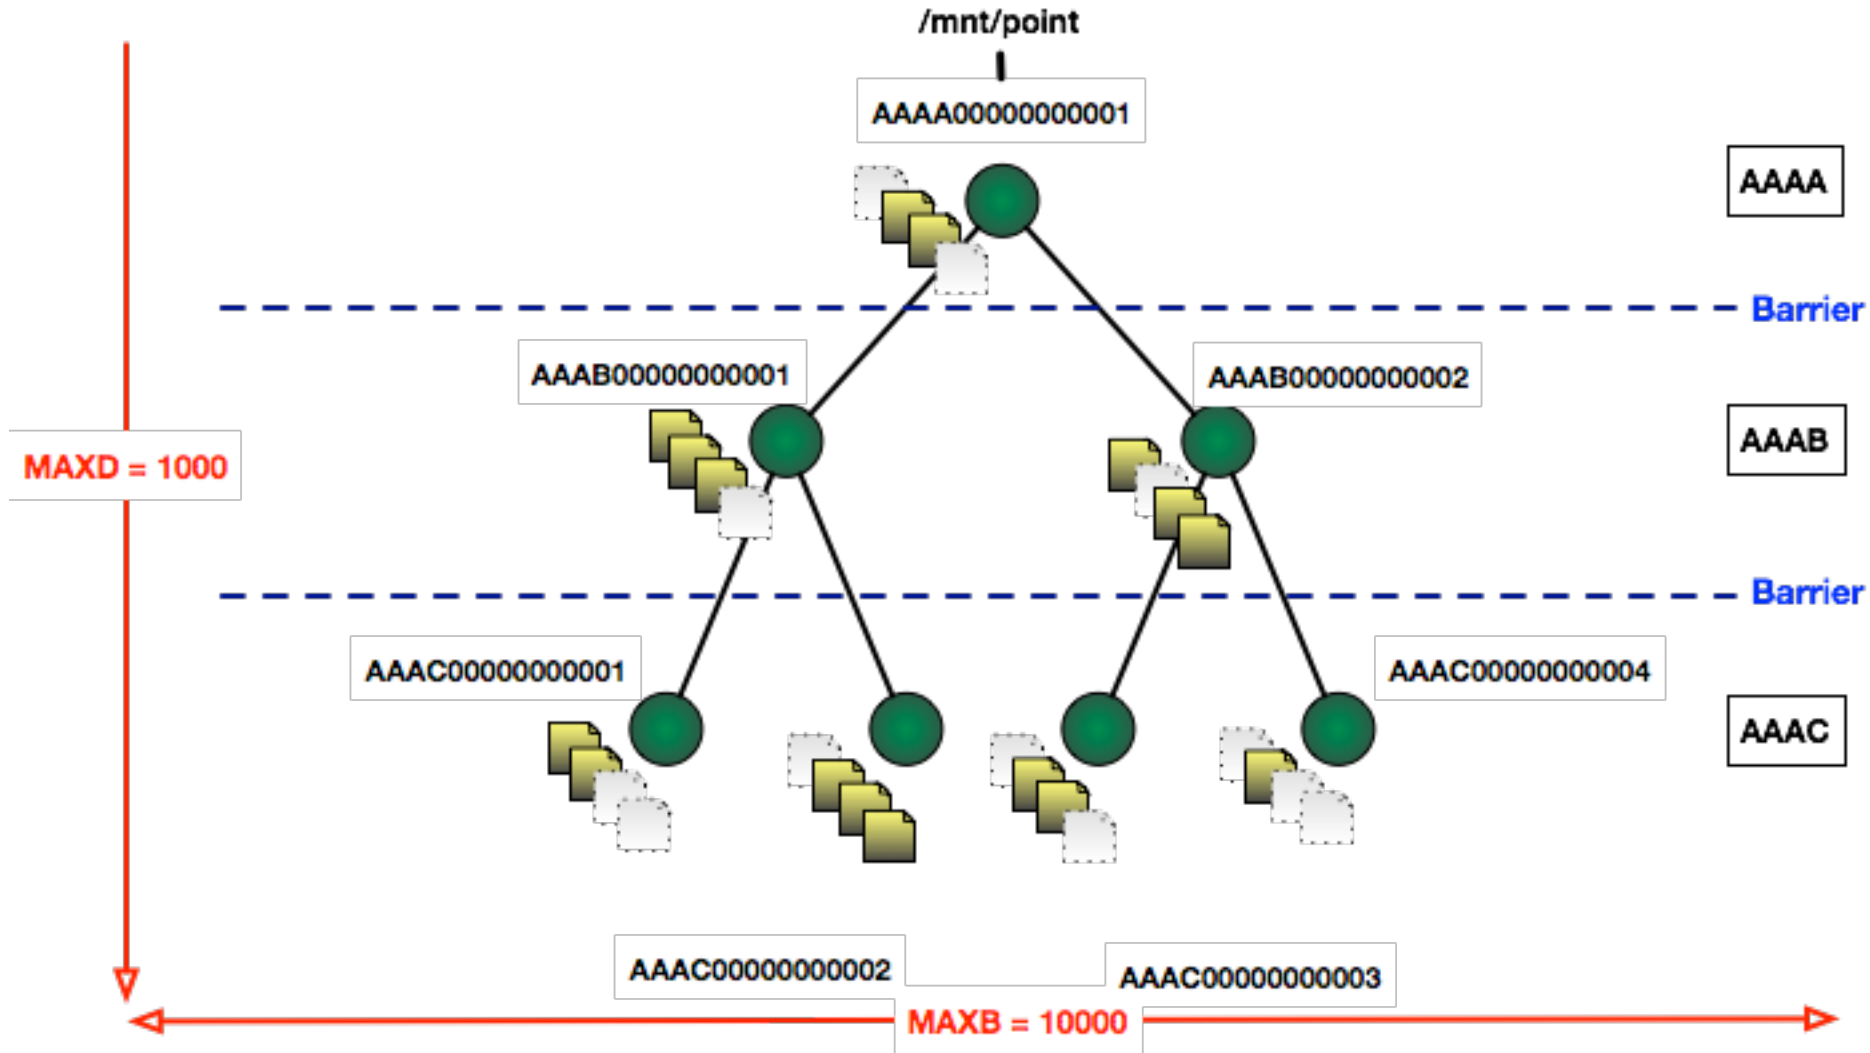 /mnt/point
AAAA00000000001
AAAA
Barrier
AAAB00000000001
AAAB00000000002
AAAB
MAXD = 1000
Barrier
AAAC00000000001
AAAC00000000004
AAAC
AAAC00000000002
AAAC00000000003
MAXB = 10000